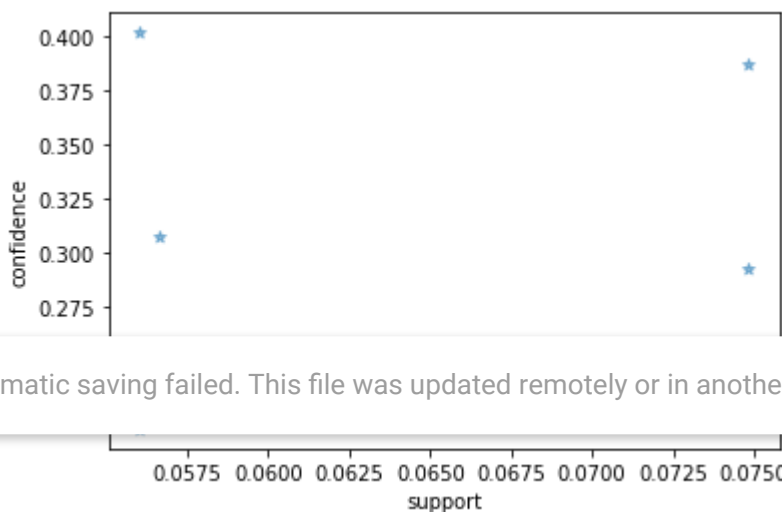 0.400
0.375
0.350
0.325
0.300
0.275
confidence
matic saving failed. This file was updated remotely or in anothe
0.0575 0.0600 0.0625 0.0650 0.0675 0.0700 0.0725 0.0750
support